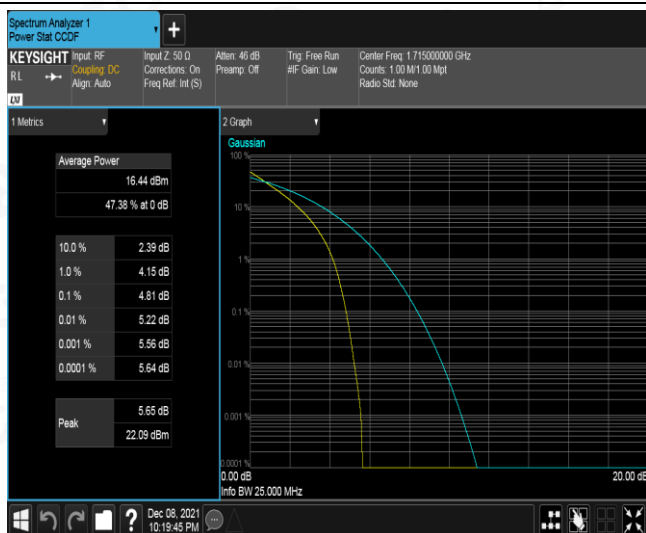 Spectrum Analyzer 1
Power Stat CCDF
KEYSIGHT
RL
LXI
Input: RF
Coupling: DC
Align: Auto
Input Z: 50 Ω
Corrections: On
Freq Ref: Int (S)
Atten: 46 dB
Preamp: Off
Trig: Free Run
#IF Gain: Low
Center Freq: 1.715000000 GHz
Counts: 1.00 M/1.00 Mpt
Radio Std: None
1 Metrics
Average Power
16.44 dBm
47.38 % at 0 dB
10.0 % 2.39 dB
1.0 % 4.15 dB
0.1 % 4.81 dB
0.01 % 5.22 dB
0.001 % 5.56 dB
0.0001 % 5.64 dB
Peak
5.65 dB
22.09 dBm
2 Graph
Gaussian
100 %
10 %
1 %
0.1 %
0.01 %
0.001 %
0.0001 %
0.00 dB 20.00 dB
Info BW 25.000 MHz
?
Dec 08, 2021
10:19:45 PM